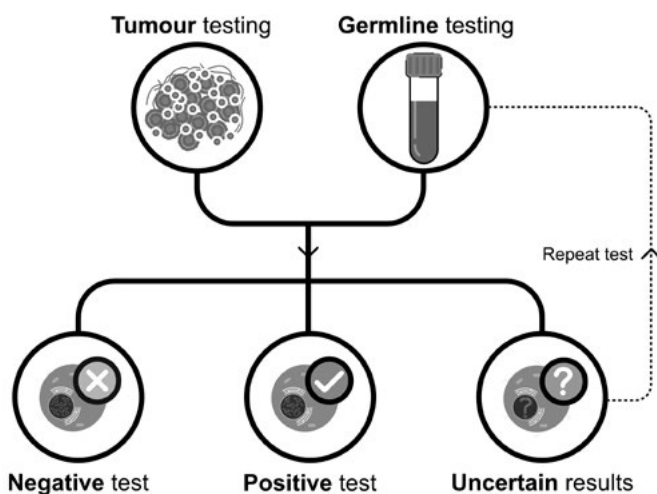 Tumour testing
Germline testing
Repeat test
Negative test
Positive test
Uncertain results